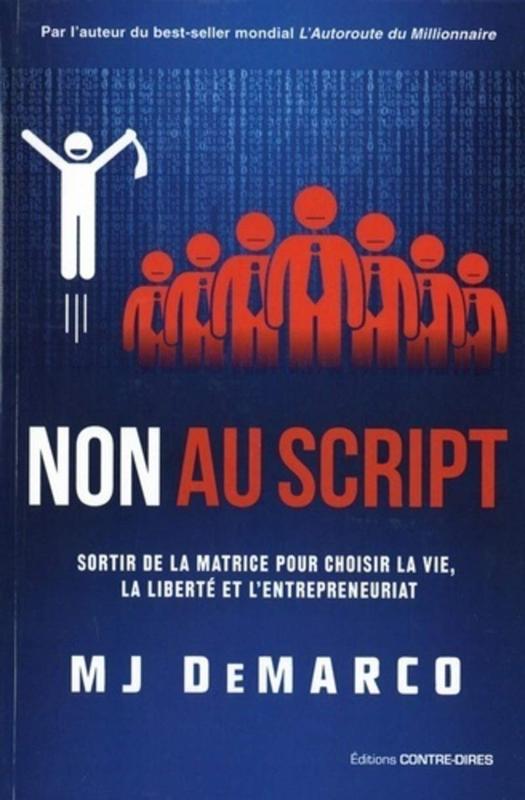 Par l'auteur du best-seller mondial L'Autoroute du Millionnaire
NON AU SCRIPT
SORTIR DE LA MATRICE POUR CHOISIR LA VIE,
LA LIBERTÉ ET L'ENTREPRENEURIAT
MJ DEMARCO
Éditions CONTRE-DIRES